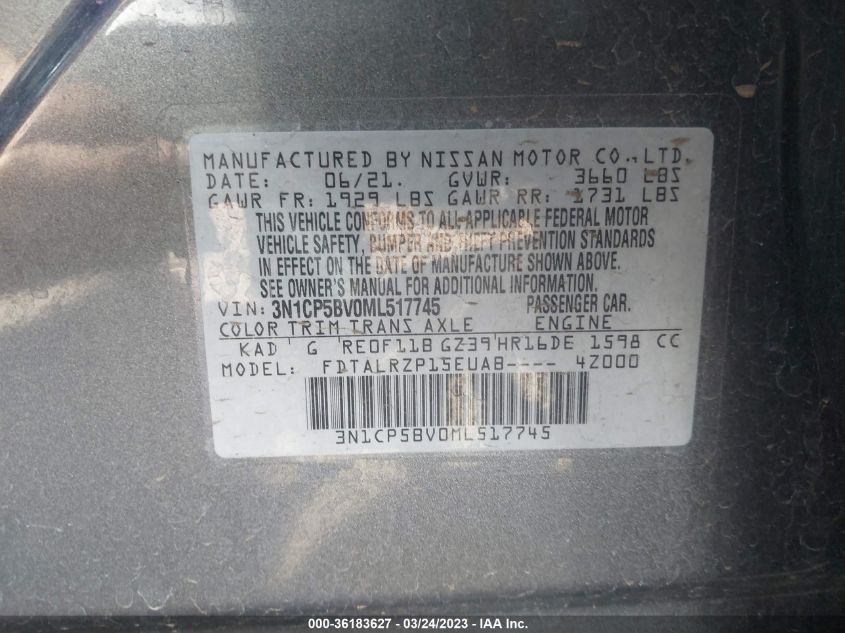 MANUFACTURED BY NISSAN MOTOR CO., LTD.
DATE: 06/21. GVWR: 3660 LBS
GAWR FR: 1929 LBS GAWR RR: 1731 LBS
THIS VEHICLE CONFORMS TO ALL APPLICABLE FEDERAL MOTOR
VEHICLE SAFETY, BUMPER AND THEFT PREVENTION STANDARDS
IN EFFECT ON THE DATE OF MANUFACTURE SHOWN ABOVE.
SEE OWNER'S MANUAL FOR ADDITIONAL INFORMATION.
VIN: 3N1CP5BV0ML517745 PASSENGER CAR.
COLOR TRIM TRANS AXLE ENGINE
KAD G RE0F11B GZ39 HR16DE 1598 CC
MODEL: FDTALRZP15EUAB---- 4Z000
3N1CP5BV0ML517745
000-36183627 - 03/24/2023 - IAA Inc.